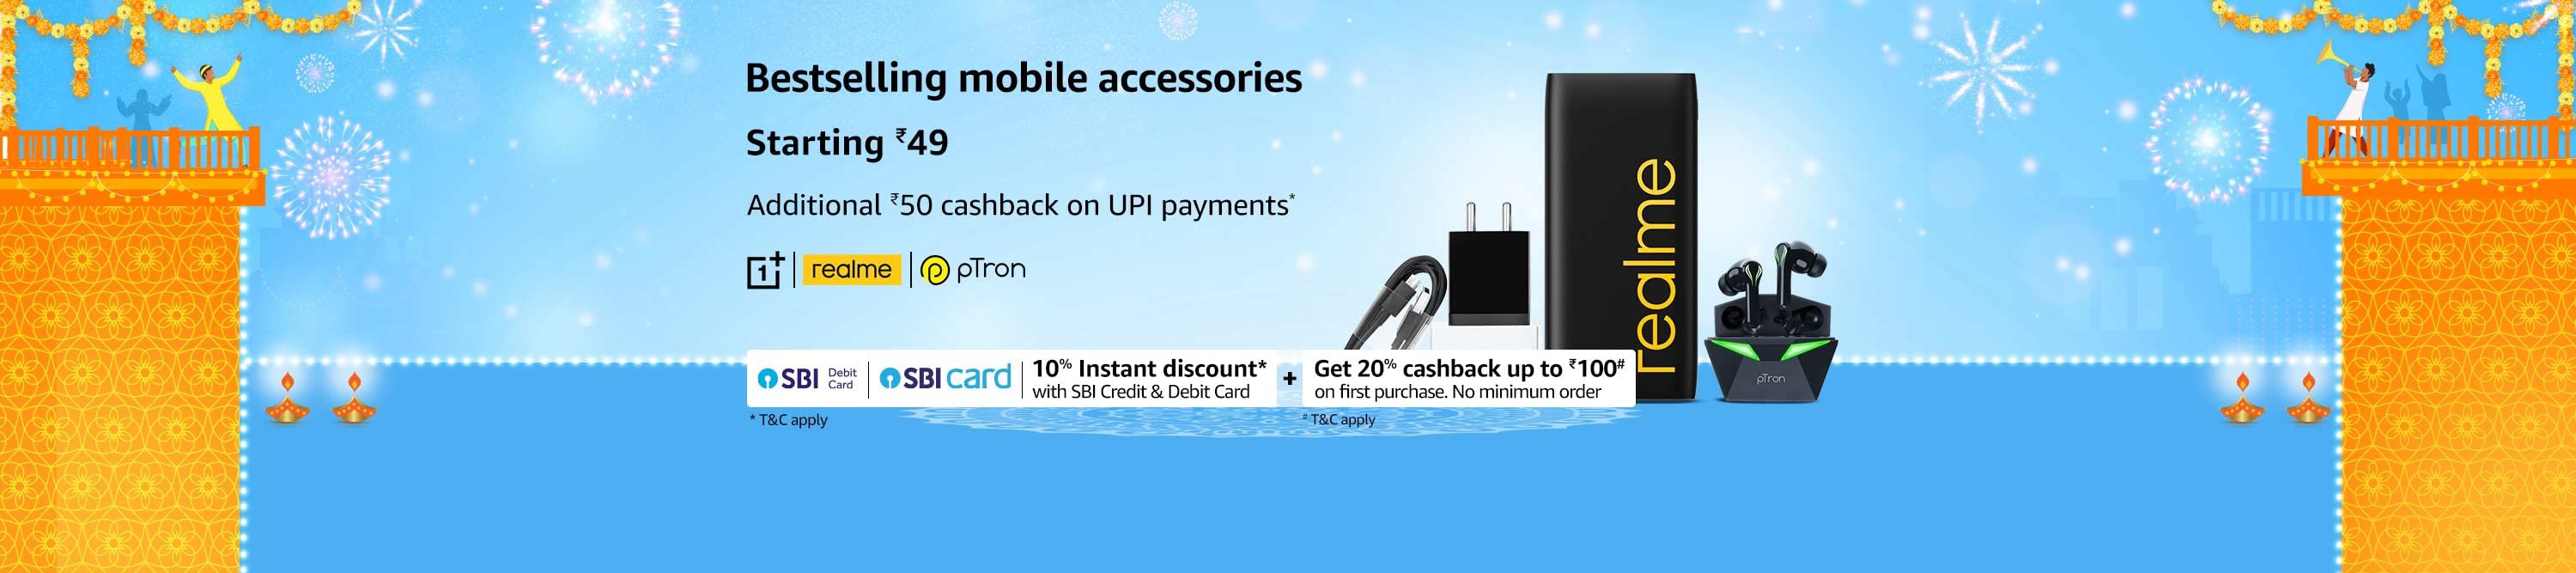 Bestselling mobile accessories
Starting ₹49
Additional ₹50 cashback on UPI payments*
1+ realme pTron
SBI Debit Card SBI card 10% Instant discount* with SBI Credit & Debit Card + Get 20% cashback up to ₹100# on first purchase. No minimum order
* T&C apply
# T&C apply
realme
pTron